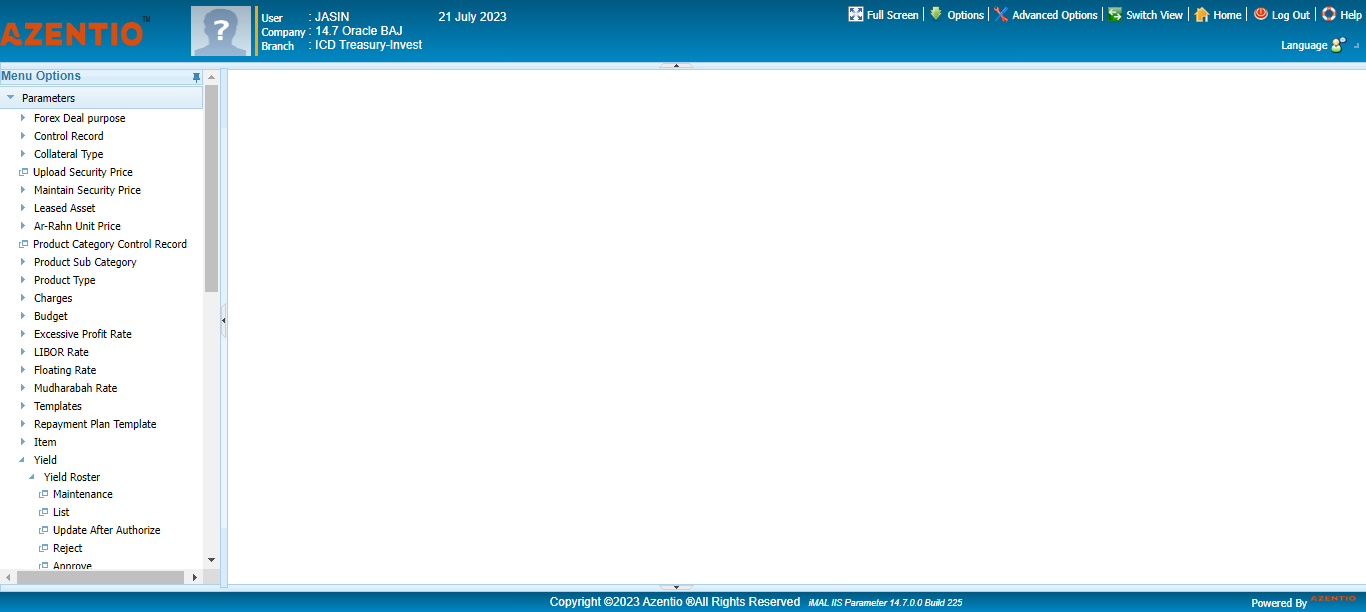 AZENTIO™
User : JASIN 21 July 2023
Company : 14.7 Oracle BAJ
Branch : ICD Treasury-Invest
Full Screen Options Advanced Options Switch View Home Log Out Help
Language
Menu Options
Parameters
Forex Deal purpose
Control Record
Collateral Type
Upload Security Price
Maintain Security Price
Leased Asset
Ar-Rahn Unit Price
Product Category Control Record
Product Sub Category
Product Type
Charges
Budget
Excessive Profit Rate
LIBOR Rate
Floating Rate
Mudharabah Rate
Templates
Repayment Plan Template
Item
Yield
Yield Roster
Maintenance
List
Update After Authorize
Reject
Approve
Copyright ©2023 Azentio ®All Rights Reserved iMAL IIS Parameter 14.7.0.0 Build 225
Powered By AZENTIO